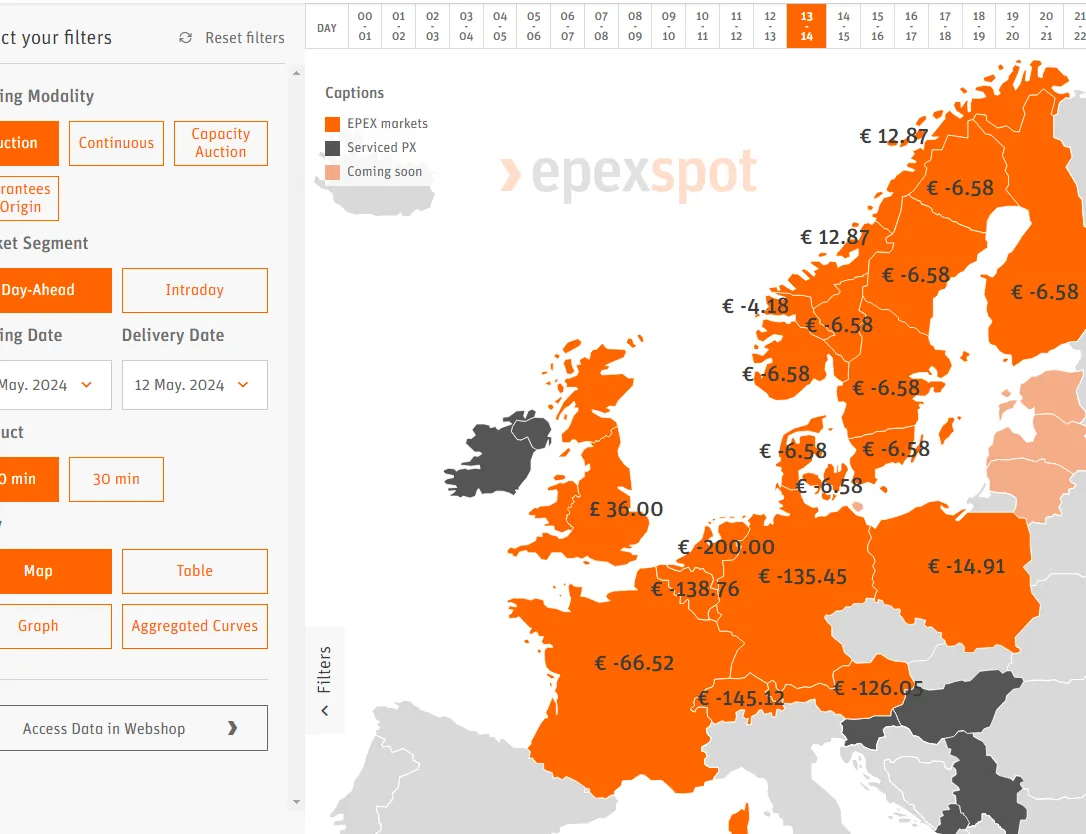 ct your filters
Reset filters
DAY
00 - 01
01 - 02
02 - 03
03 - 04
04 - 05
05 - 06
06 - 07
07 - 08
08 - 09
09 - 10
10 - 11
11 - 12
12 - 13
13 - 14
14 - 15
15 - 16
16 - 17
17 - 18
18 - 19
19 - 20
20 - 21
21 - 22
ing Modality
uction
Continuous
Capacity
Auction
rantees
Origin
ket Segment
Day-Ahead
Intraday
ing Date
Delivery Date
May. 2024
12 May. 2024
uct
0 min
30 min
Map
Table
Graph
Aggregated Curves
Access Data in Webshop
Filters
Captions
EPEX markets
Serviced PX
Coming soon
epexspot
€ 12.87
€ -6.58
€ 12.87
€ -6.58
€ -6.58
€ -4.18
€ -6.58
€ -6.58
€ -6.58
€ -6.58
€ -6.58
€ -6.58
£ 36.00
€ -200.00
€ -14.91
€ -135.45
€ -138.76
€ -66.52
€ -126.05
€ -145.12